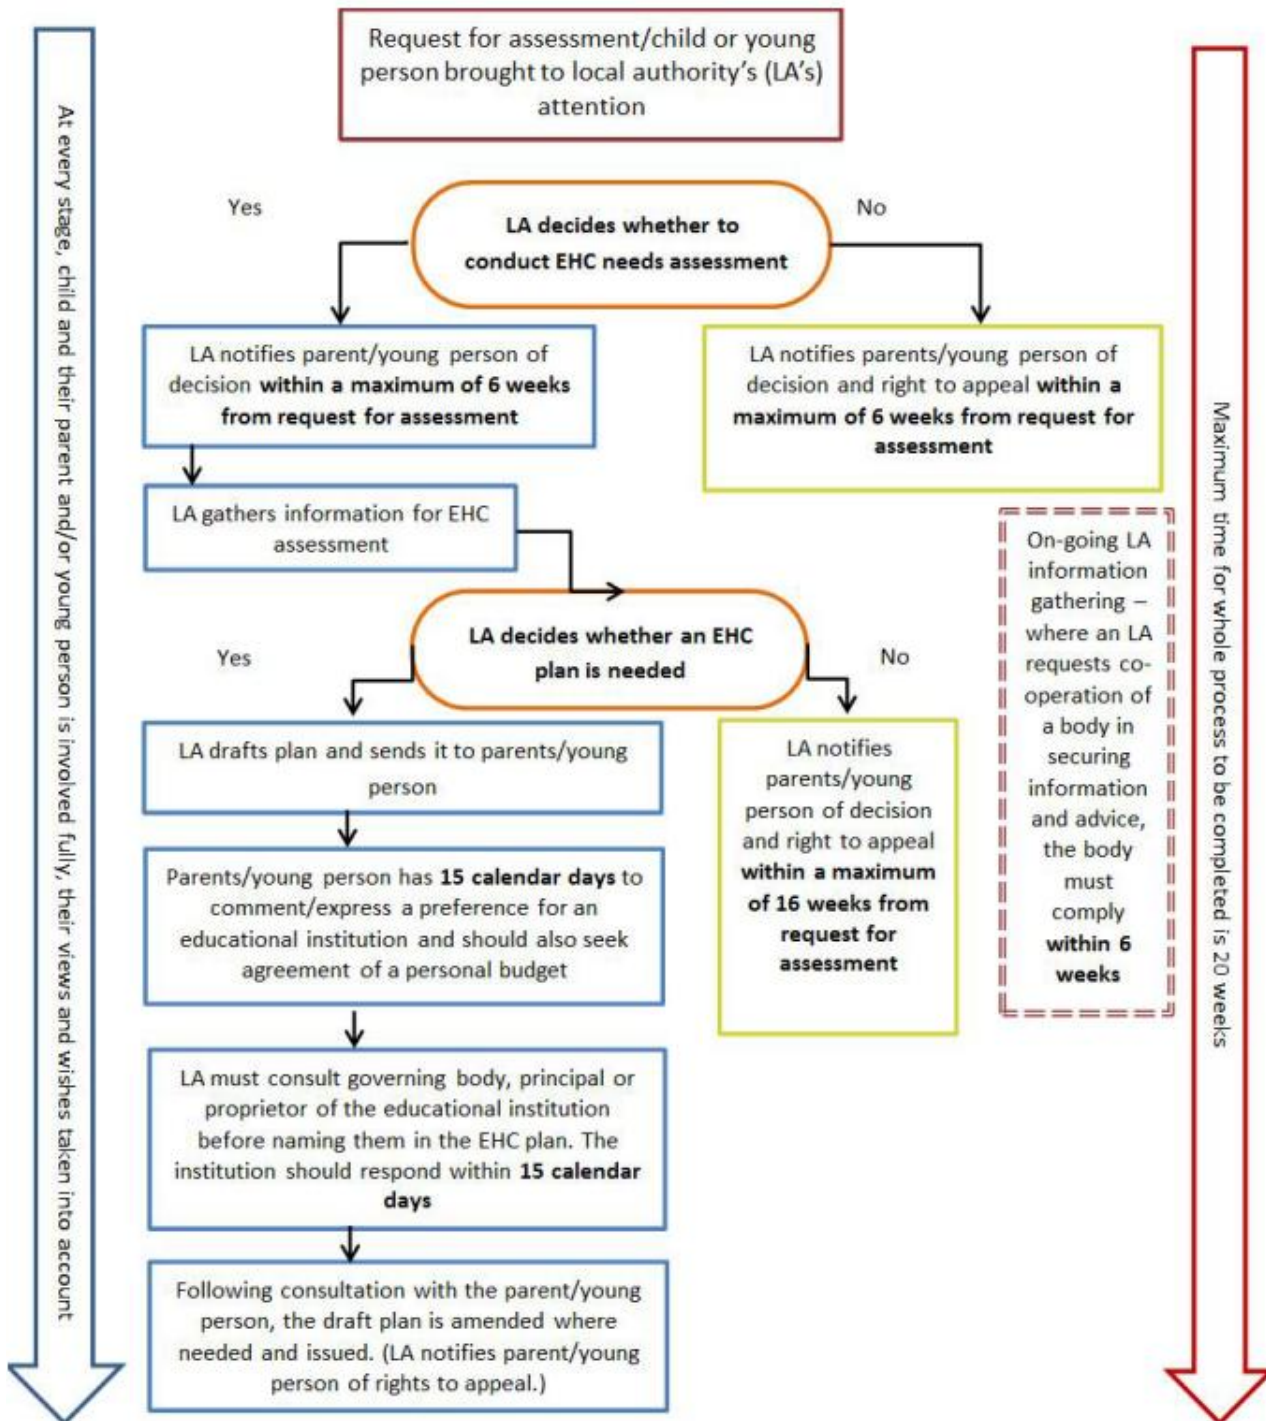 Request for assessment/child or young
person brought to local authority's (LA's)
attention
Yes
LA decides whether to
conduct EHC needs assessment
No
LA notifies parent/young person of
decision within a maximum of 6 weeks
from request for assessment
LA notifies parents/young person of
decision and right to appeal within a
maximum of 6 weeks from request for
assessment
LA gathers information for EHC
assessment
On-going LA
information
gathering –
where an LA
requests co-
operation of
a body in
securing
information
and advice,
the body
must
comply
within 6
weeks
Yes
LA decides whether an EHC
plan is needed
No
LA drafts plan and sends it to parents/young
person
LA notifies
parents/young
person of decision
and right to appeal
within a maximum
of 16 weeks from
request for
assessment
Parents/young person has 15 calendar days to
comment/express a preference for an
educational institution and should also seek
agreement of a personal budget
LA must consult governing body, principal or
proprietor of the educational institution
before naming them in the EHC plan. The
institution should respond within 15 calendar
days
Following consultation with the parent/young
person, the draft plan is amended where
needed and issued. (LA notifies parent/young
person of rights to appeal.)
At every stage, child and their parent and/or young person is involved fully, their views and wishes taken into account
Maximum time for whole process to be completed is 20 weeks